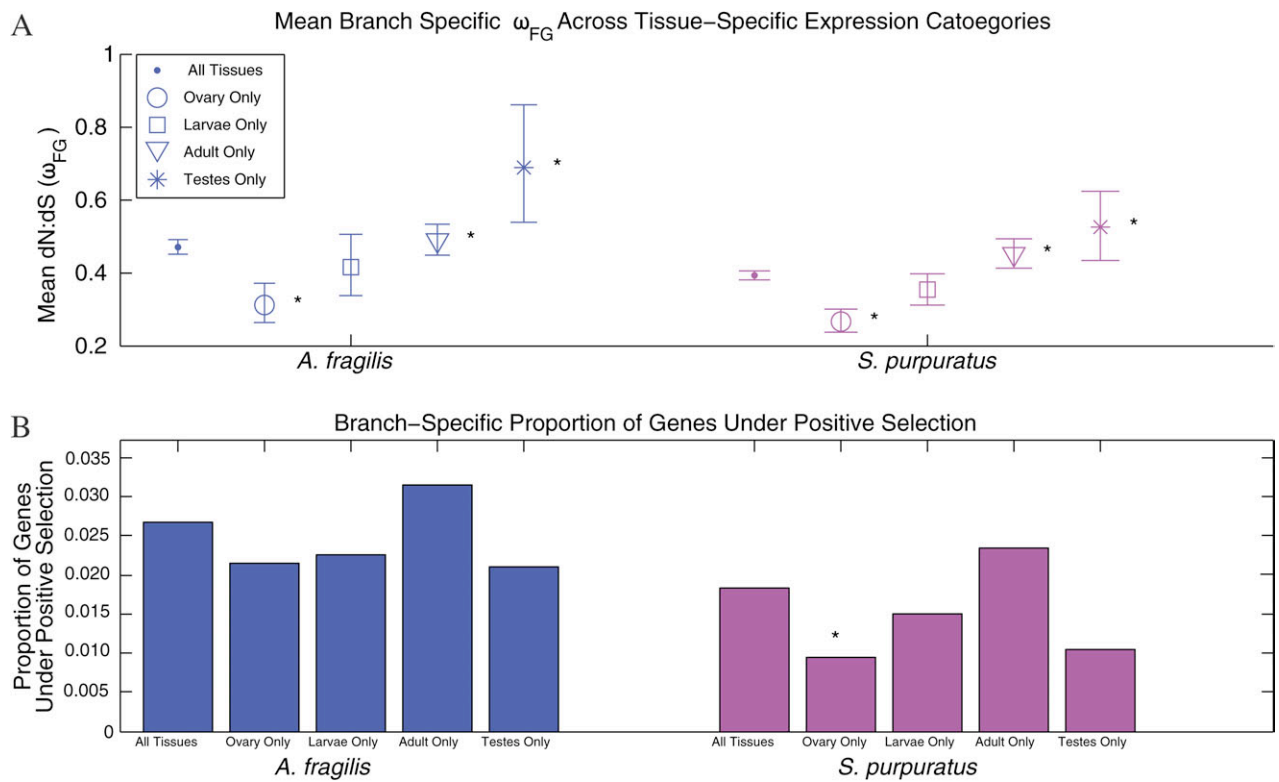 A
Mean Branch Specific ωFG Across Tissue–Specific Expression Catoegories
Mean dN:dS (ωFG)
1
0.8
0.6
0.4
0.2
All Tissues
Ovary Only
Larvae Only
Adult Only
Testes Only
*
*
*
*
*
*
A. fragilis
S. purpuratus
B
Branch–Specific Proportion of Genes Under Positive Selection
Proportion of Genes
Under Positive Selection
0.035
0.030
0.025
0.020
0.015
0.010
0.005
0
*
All Tissues Ovary Only Larvae Only Adult Only Testes Only All Tissues Ovary Only Larvae Only Adult Only Testes Only
A. fragilis
S. purpuratus